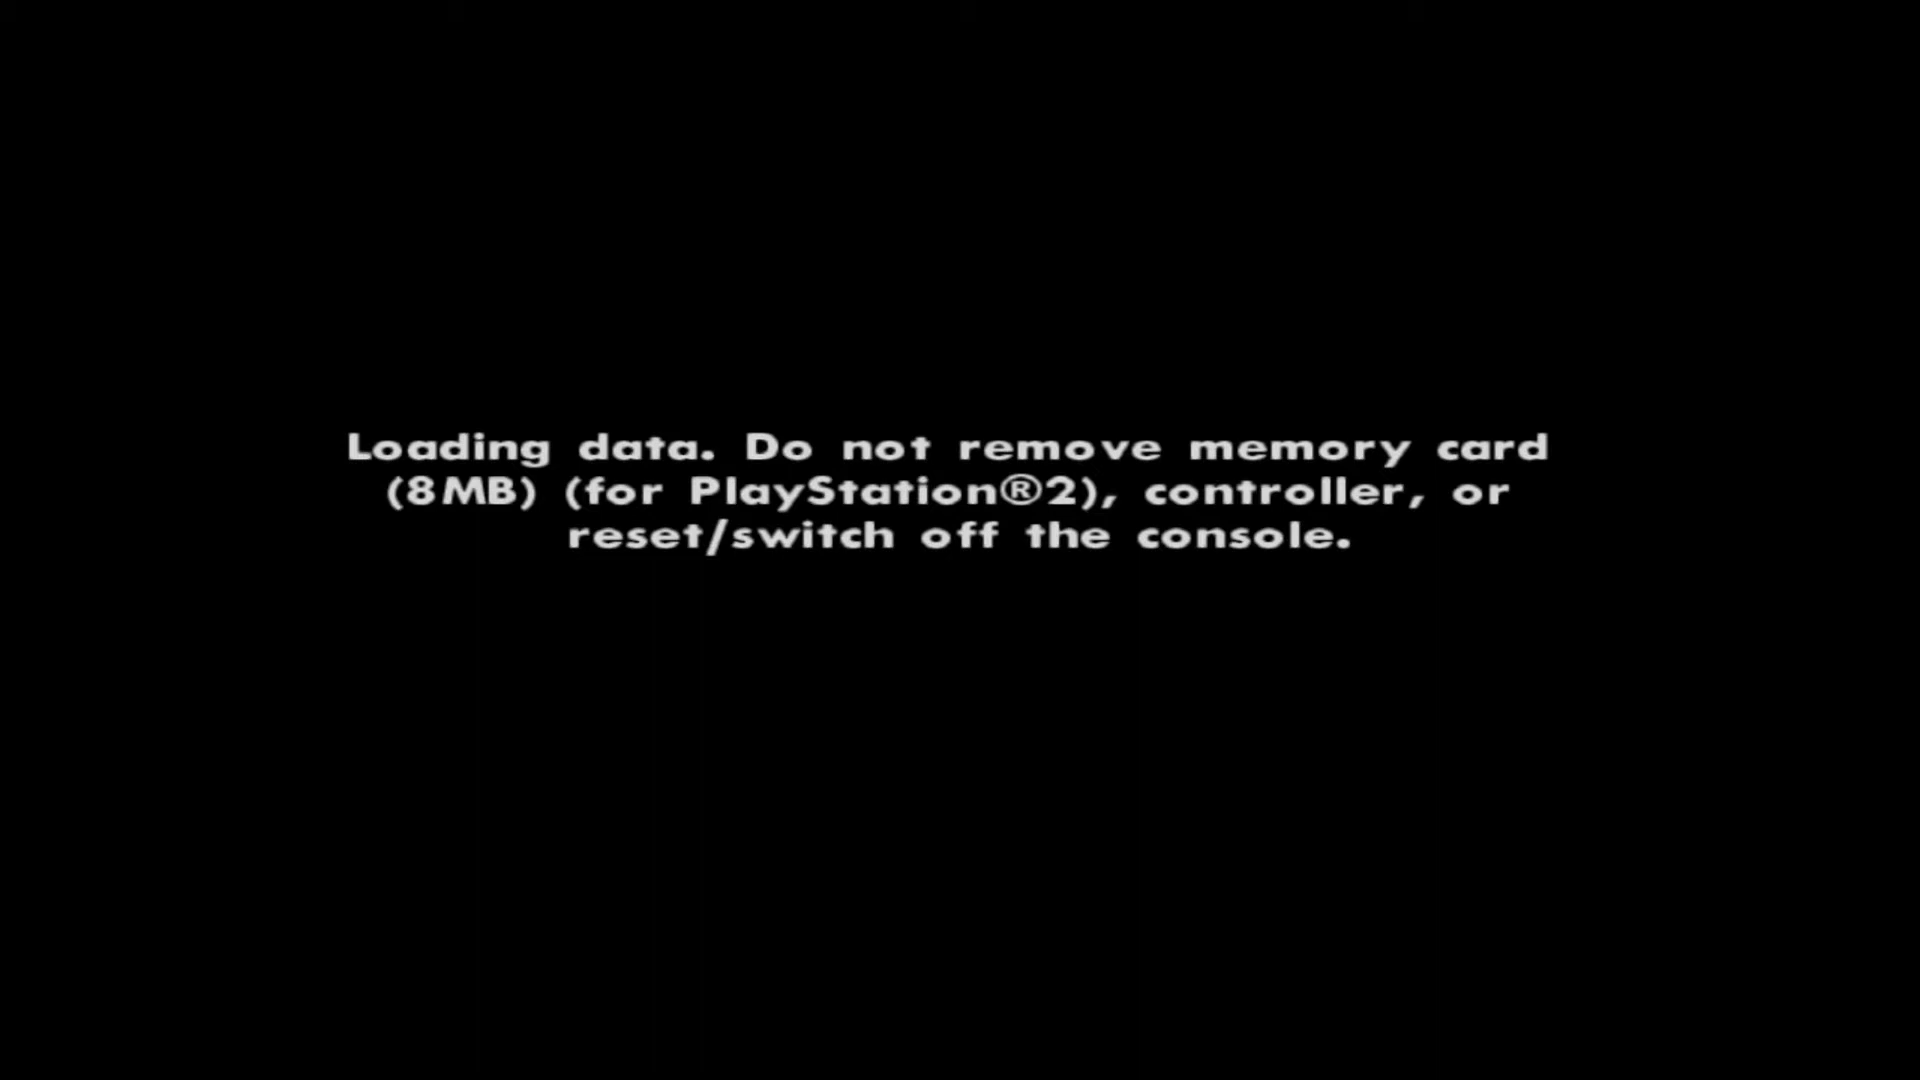 Loading data. Do not remove memory card
(8MB) (for PlayStation®2), controller, or
reset/switch off the console.